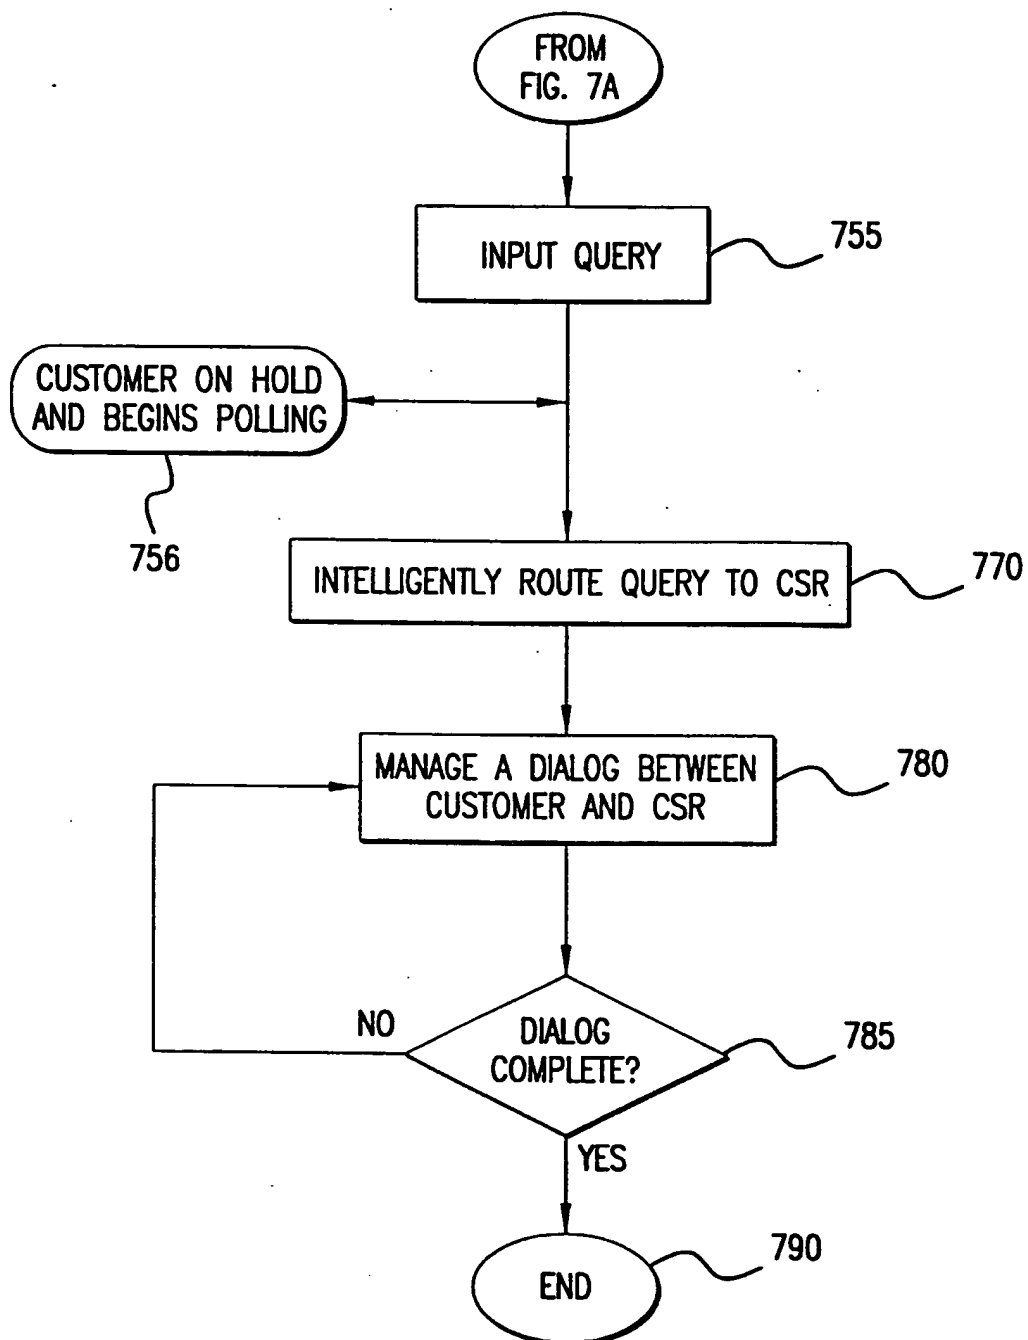 FROM
FIG. 7A
INPUT QUERY
755
CUSTOMER ON HOLD
AND BEGINS POLLING
756
INTELLIGENTLY ROUTE QUERY TO CSR
770
MANAGE A DIALOG BETWEEN
CUSTOMER AND CSR
780
NO
DIALOG
COMPLETE?
785
YES
END
790